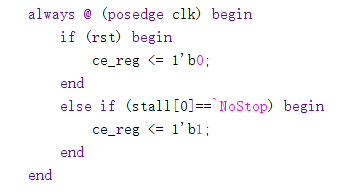 always @ (posedge clk) begin
    if (rst) begin
        ce_reg <= 1'b0;
    end
    else if (stall[0]==`NoStop) begin
        ce_reg <= 1'b1;
    end
end